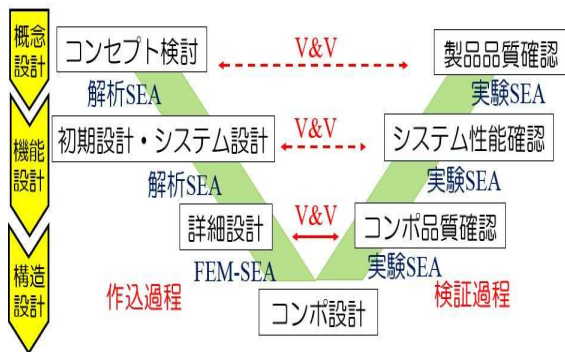 概念
設計
コンセプト検討
V&V
製品品質確認
解析SEA
実験SEA
機能
設計
初期設計・システム設計
V&V
システム性能確認
解析SEA
実験SEA
詳細設計
V&V
コンポ品質確認
FEM-SEA
実験SEA
構造
設計
作込過程
コンポ設計
検証過程